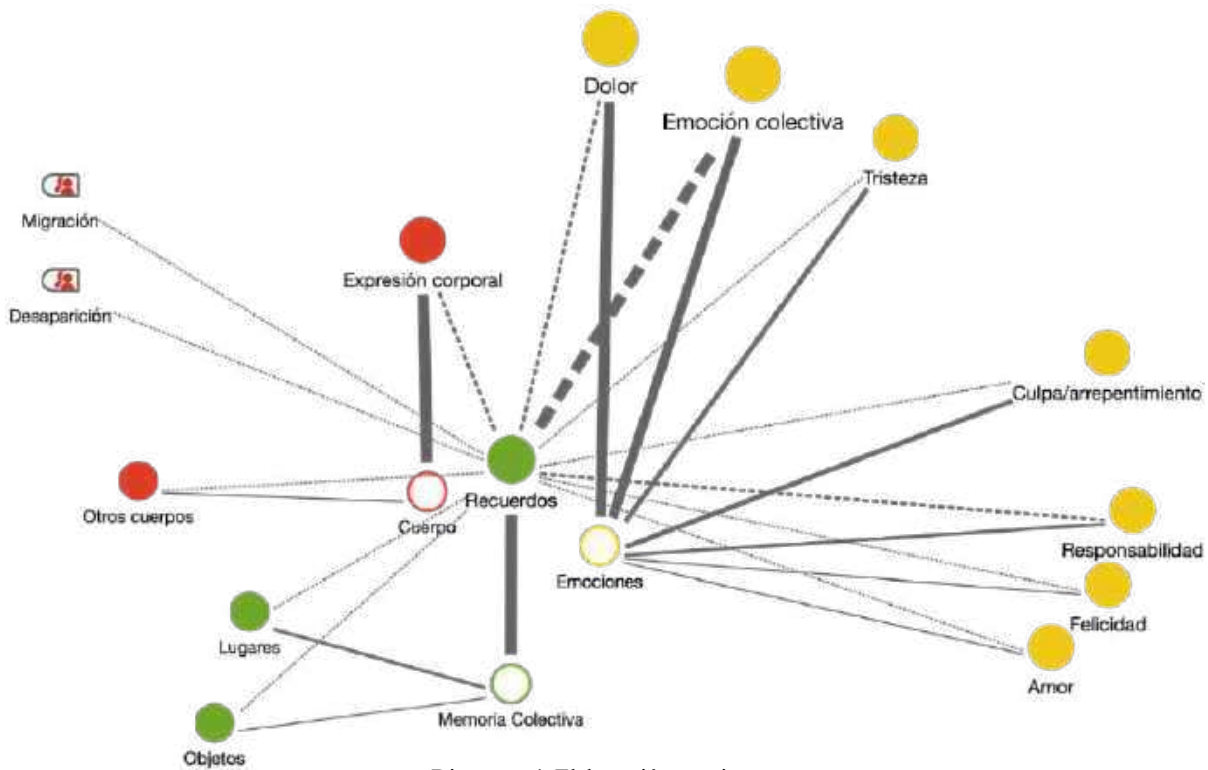 Dolor
Emoción colectiva
Tristeza
Migración
Expresión corporal
Desaparición
Culpa/arrepentimiento
Recuerdos
Otros cuerpos
Cuerpo
Responsabilidad
Emociones
Felicidad
Lugares
Amor
Memoria Colectiva
Objetos